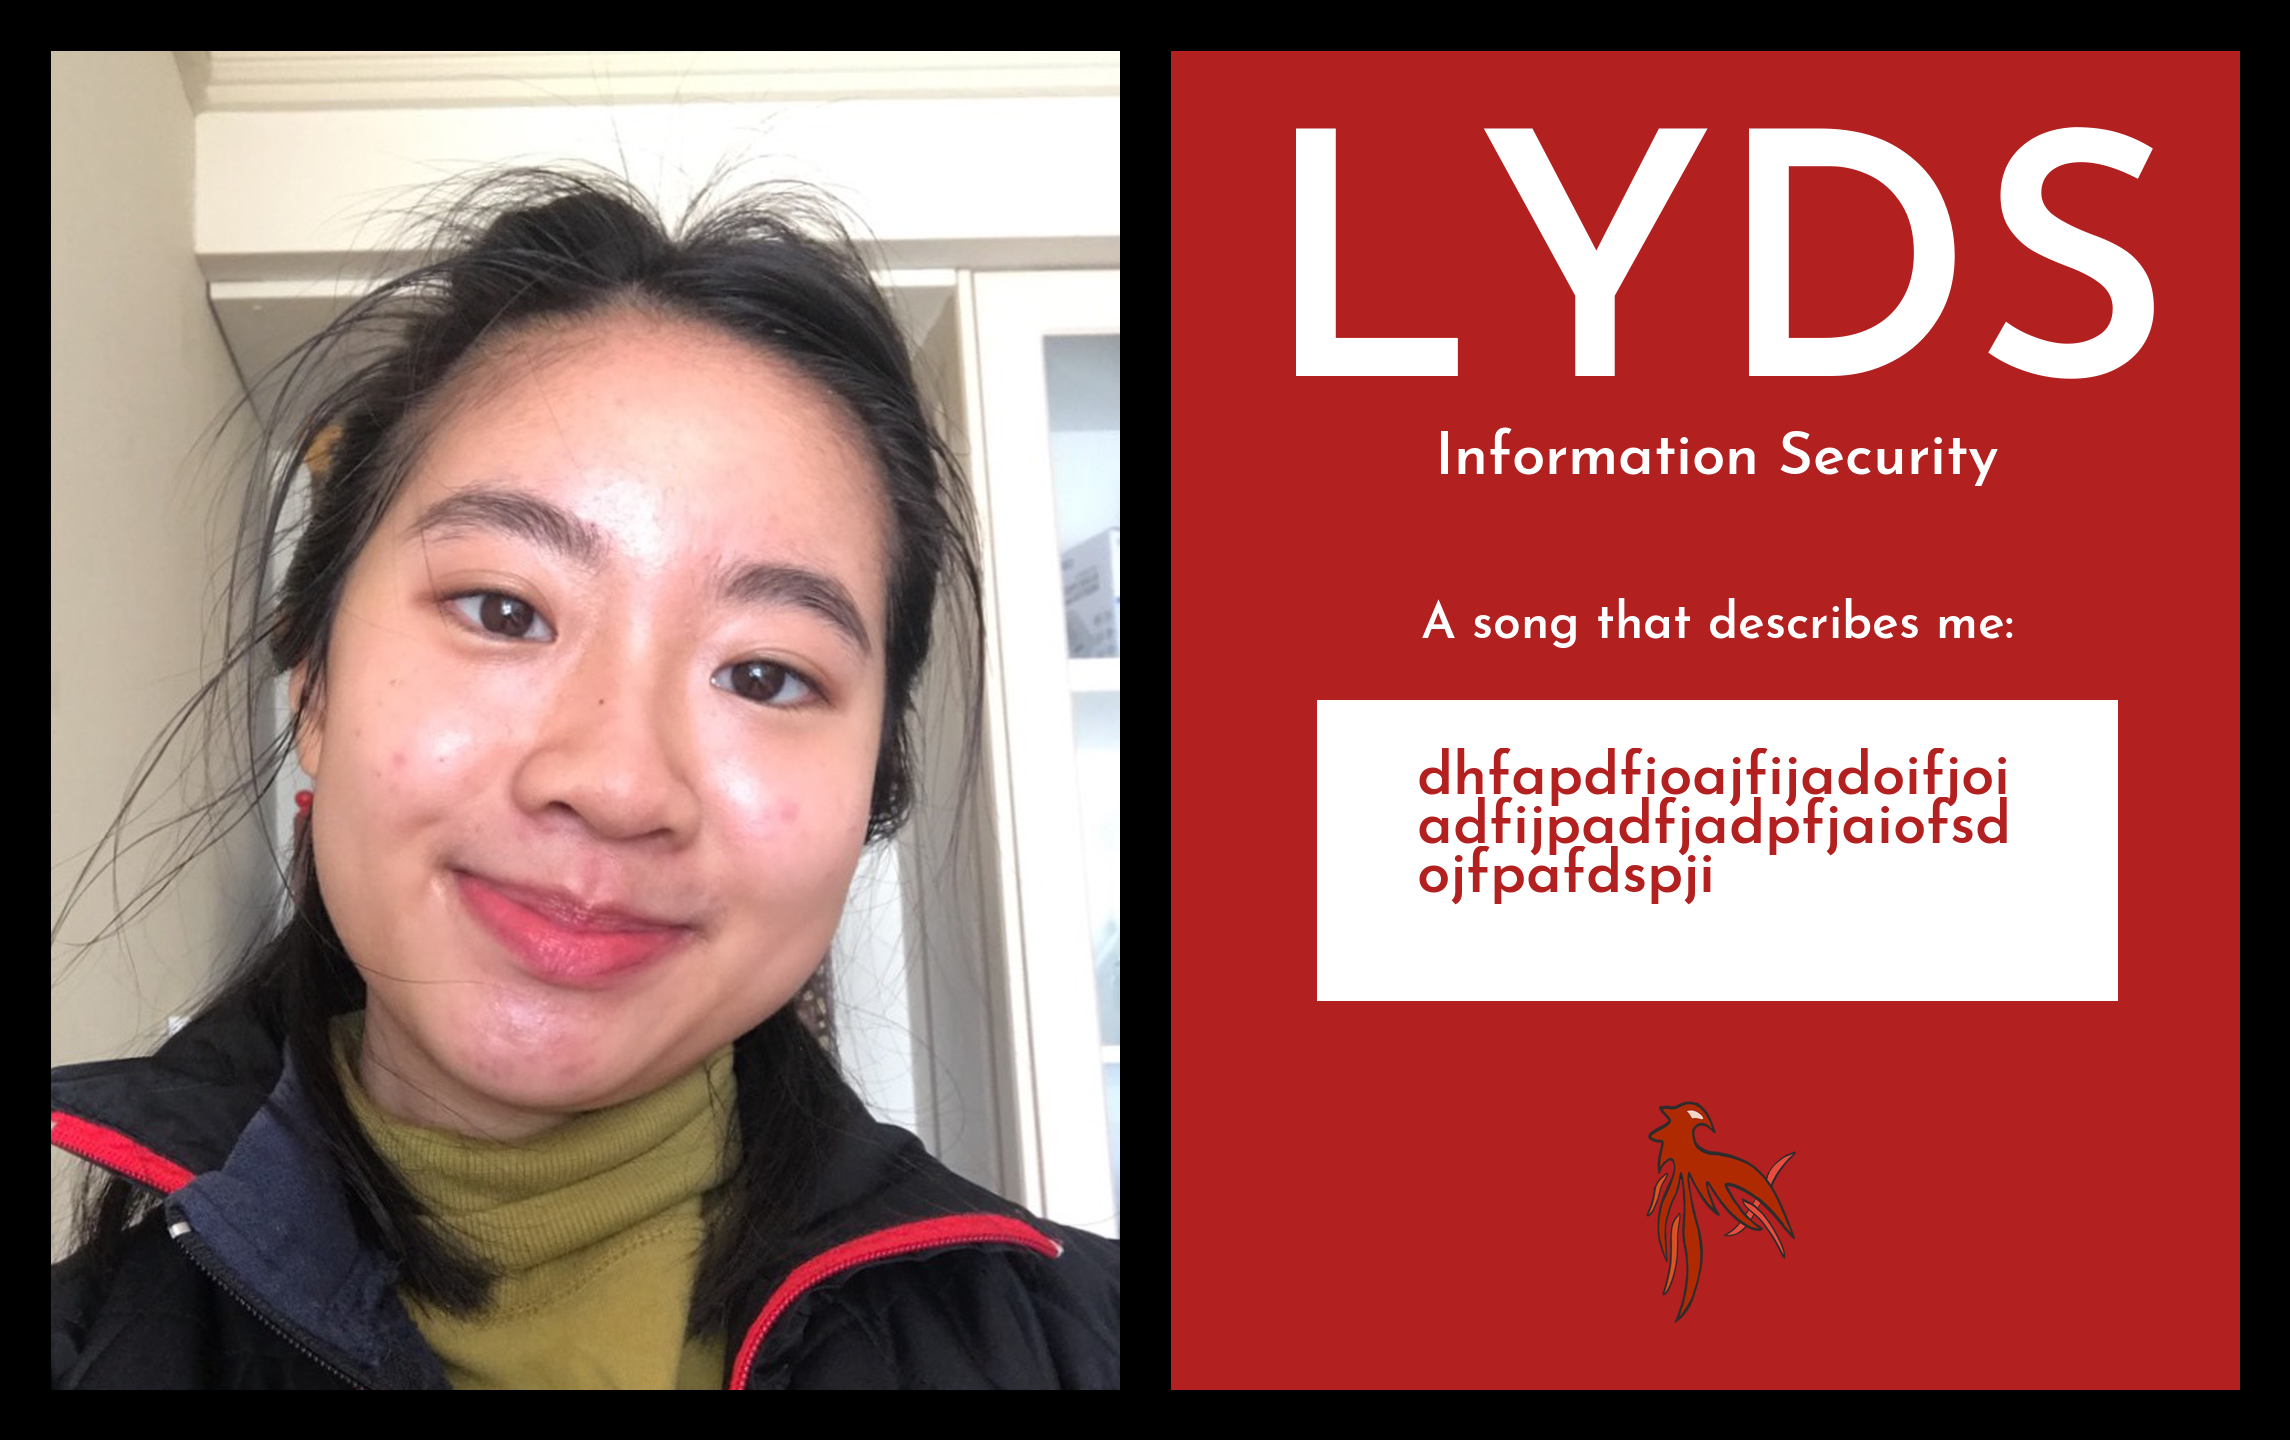 LYDS
Information Security
A song that describes me:
dhfapdfioajfijadoifjoi
adfijpadfjadpfjaiofsd
ojfpafdspji